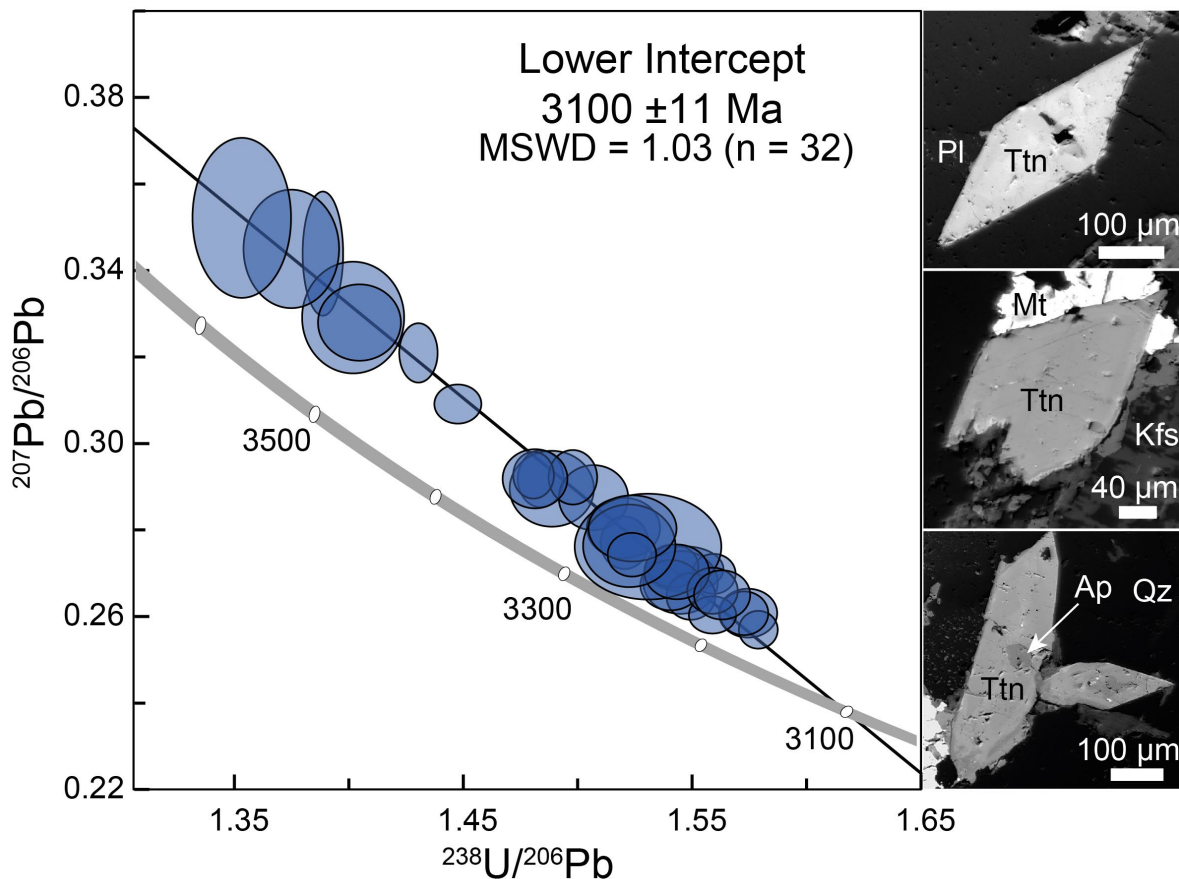 Lower Intercept
3100 ±11 Ma
MSWD = 1.03 (n = 32)
0.38
0.34
0.30
0.26
0.22
²⁰⁷Pb/²⁰⁶Pb
3500
3300
3100
1.35
1.45
1.55
1.65
²³⁸U/²⁰⁶Pb
Pl
Ttn
100 µm
Mt
Ttn
Kfs
40 µm
Ap
Qz
Ttn
100 µm